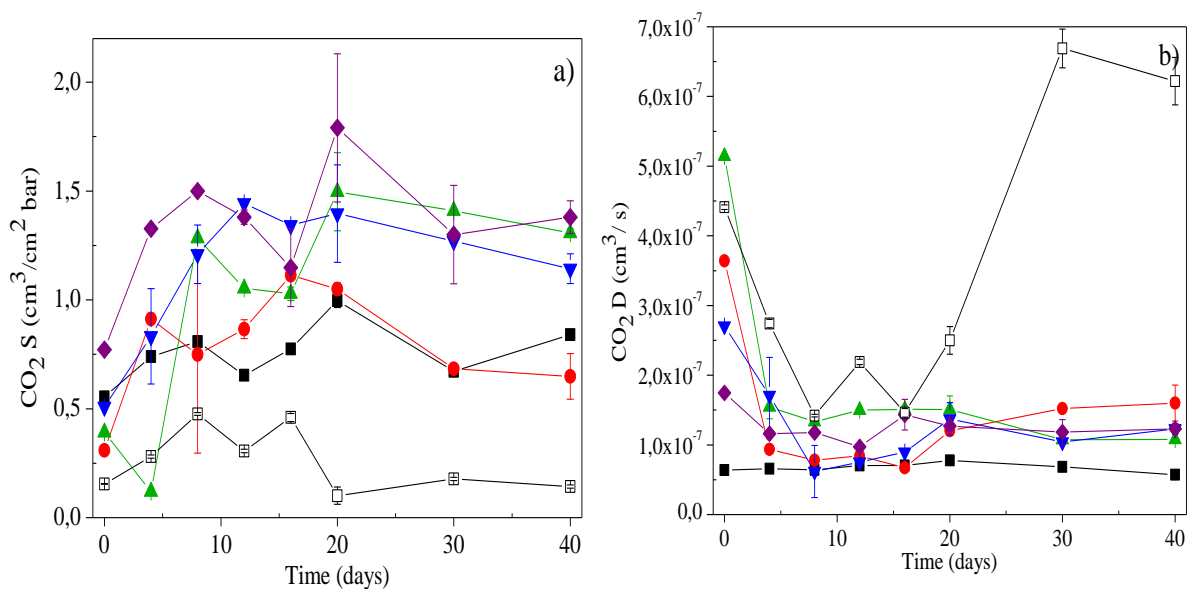 a)
CO₂ S (cm³/cm² bar)
2,0
1,5
1,0
0,5
0,0
0 10 20 30 40
Time (days)
b)
CO₂ D (cm³/ s)
7,0x10⁻⁷
6,0x10⁻⁷
5,0x10⁻⁷
4,0x10⁻⁷
3,0x10⁻⁷
2,0x10⁻⁷
1,0x10⁻⁷
0,0
0 10 20 30 40
Time (days)